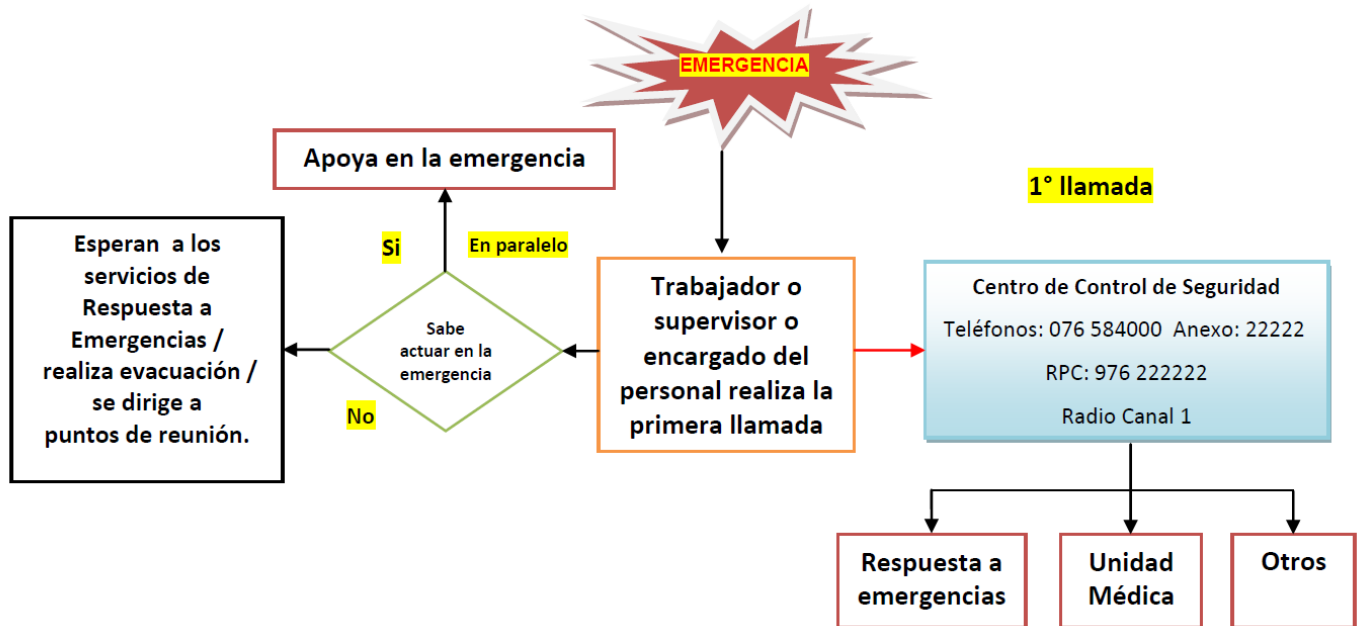 EMERGENCIA
Apoya en la emergencia
1° llamada
Si
En paralelo
Esperan a los
servicios de
Respuesta a
Emergencias /
realiza evacuación /
se dirige a
puntos de reunión.
Sabe
actuar en la
emergencia
No
Trabajador o
supervisor o
encargado del
personal realiza la
primera llamada
Centro de Control de Seguridad
Teléfonos: 076 584000 Anexo: 22222
RPC: 976 222222
Radio Canal 1
Respuesta a
emergencias
Unidad
Médica
Otros